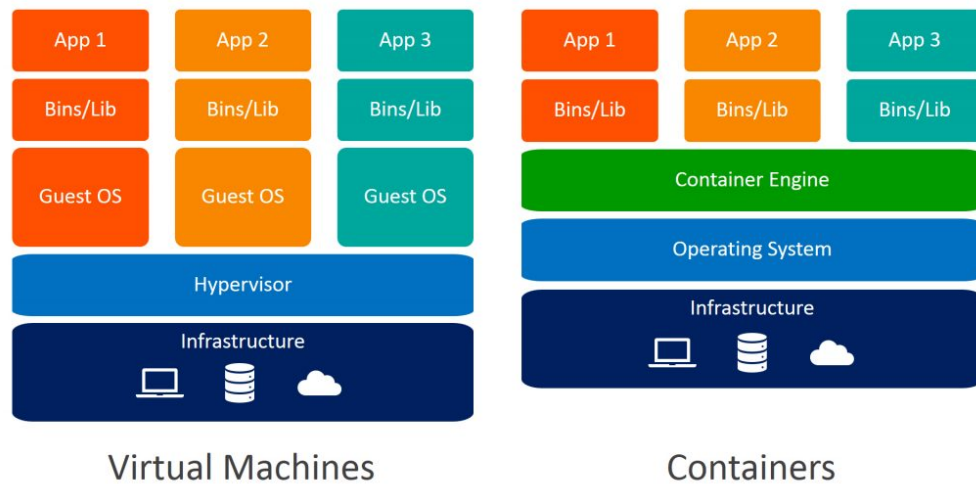 App 1
App 2
App 3
Bins/Lib
Bins/Lib
Bins/Lib
Guest OS
Guest OS
Guest OS
Hypervisor
Infrastructure
Virtual Machines
App 1
App 2
App 3
Bins/Lib
Bins/Lib
Bins/Lib
Container Engine
Operating System
Infrastructure
Containers